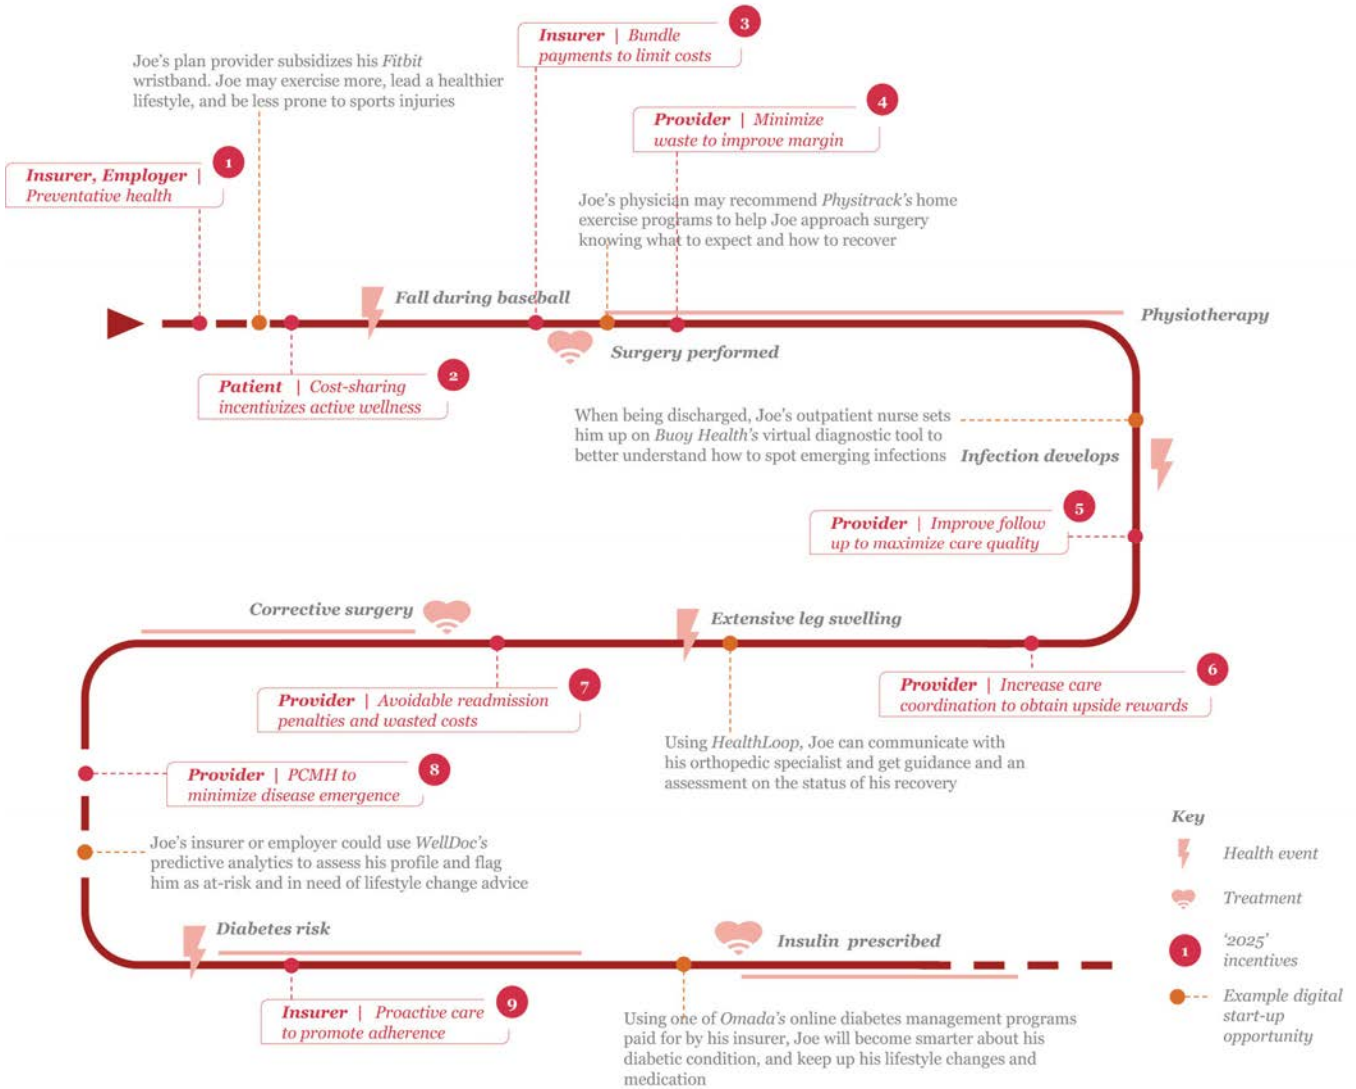 3
Insurer | Bundle
payments to limit costs
Joe's plan provider subsidizes his Fitbit
wristband. Joe may exercise more, lead a healthier
lifestyle, and be less prone to sports injuries
4
Provider | Minimize
waste to improve margin
1
Insurer, Employer |
Preventative health
Joe's physician may recommend Physitrack's home
exercise programs to help Joe approach surgery
knowing what to expect and how to recover
Fall during baseball
Physiotherapy
Surgery performed
2
Patient | Cost-sharing
incentivizes active wellness
When being discharged, Joe's outpatient nurse sets
him up on Buoy Health's virtual diagnostic tool to
better understand how to spot emerging infections
Infection develops
5
Provider | Improve follow
up to maximize care quality
Corrective surgery
Extensive leg swelling
6
Provider | Increase care
coordination to obtain upside rewards
7
Provider | Avoidable readmission
penalties and wasted costs
Using HealthLoop, Joe can communicate with
his orthopedic specialist and get guidance and an
assessment on the status of his recovery
8
Provider | PCMH to
minimize disease emergence
Joe's insurer or employer could use WellDoc's
predictive analytics to assess his profile and flag
him as at-risk and in need of lifestyle change advice
Diabetes risk
Insulin prescribed
9
Insurer | Proactive care
to promote adherence
Using one of Omada's online diabetes management programs
paid for by his insurer, Joe will become smarter about his
diabetic condition, and keep up his lifestyle changes and
medication
Key
Health event
Treatment
1
'2025'
incentives
Example digital
start-up
opportunity